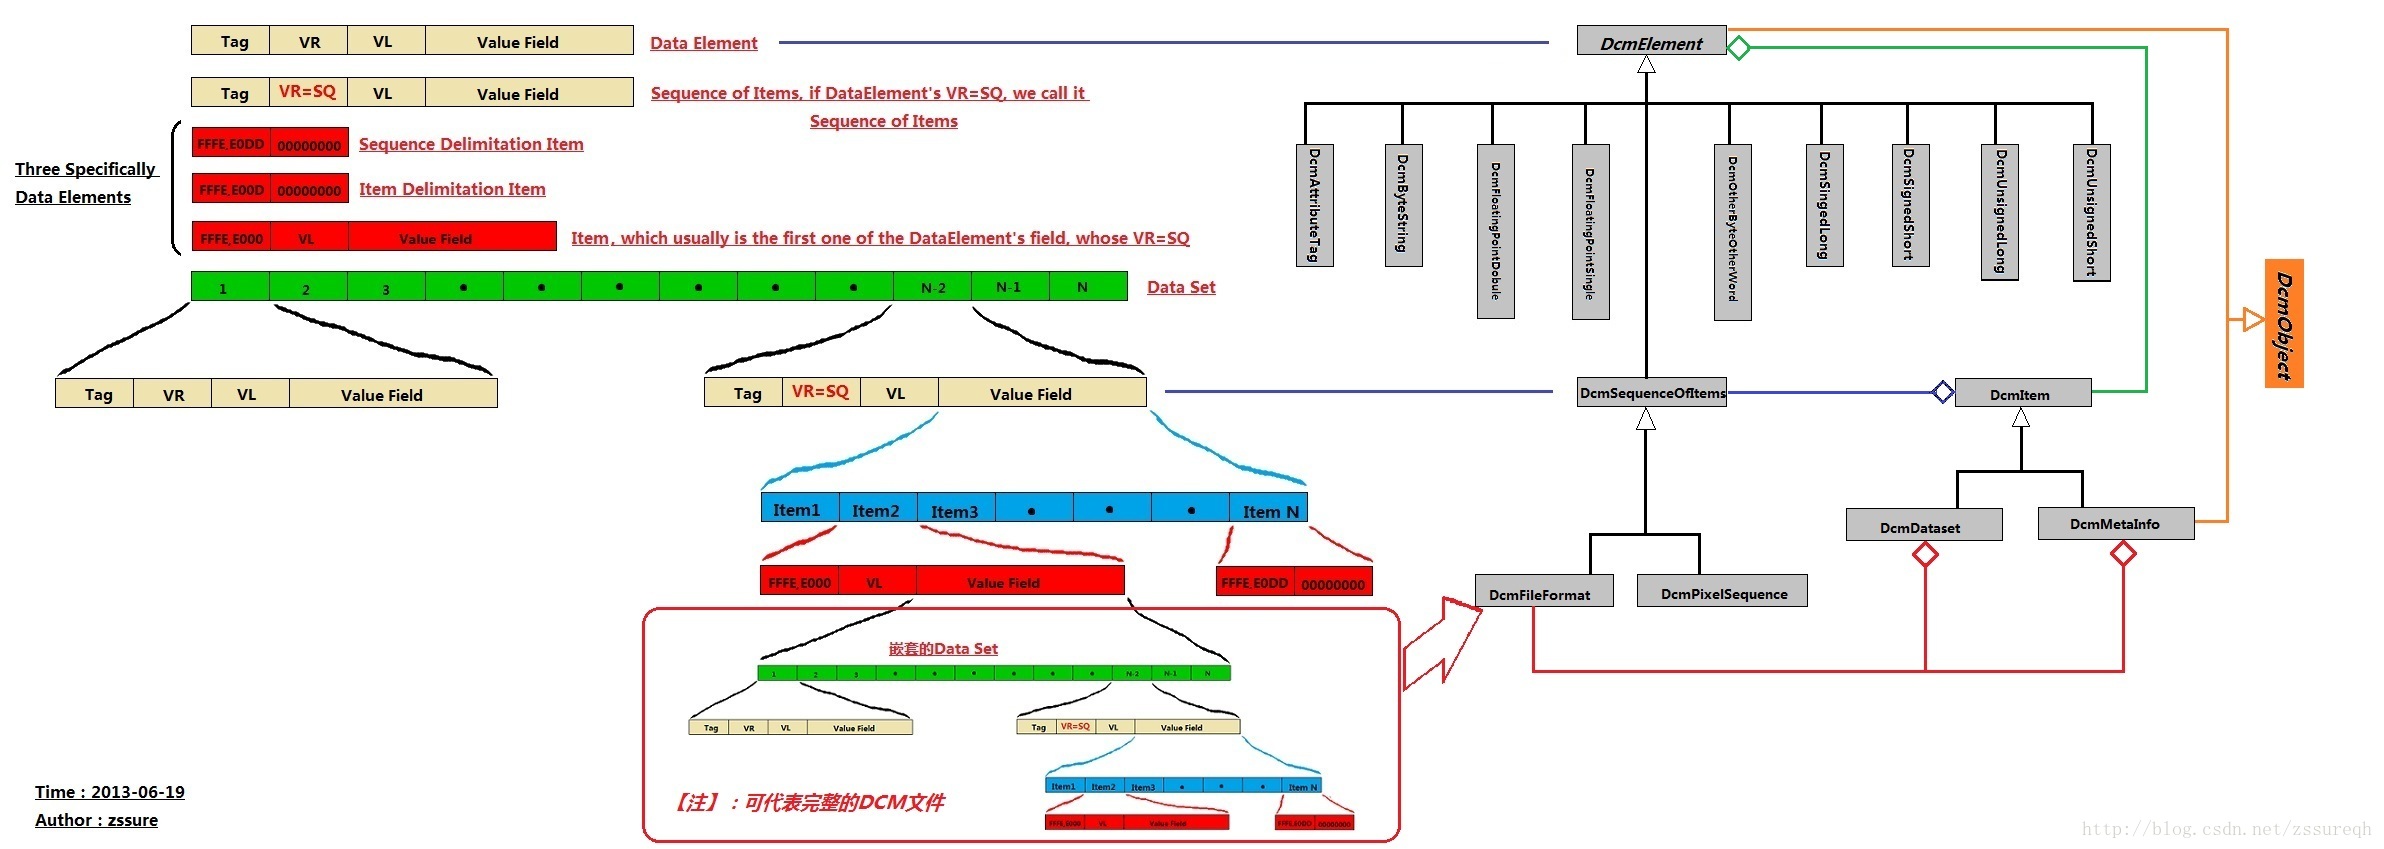 Tag VR VL Value Field Data Element
Tag VR=SQ VL Value Field Sequence of Items, if DataElement's VR=SQ, we call it
Sequence of Items
Three Specifically
Data Elements
FFFE,E0DD 00000000 Sequence Delimitation Item
FFFE,E00D 00000000 Item Delimitation Item
FFFE,E000 VL Value Field Item, which usually is the first one of the DataElement's field, whose VR=SQ
1 2 3 • • • • • • N-2 N-1 N Data Set
Tag VR VL Value Field
Tag VR=SQ VL Value Field
Item1 Item2 Item3 • • • Item N
FFFE,E000 VL Value Field
FFFE,E0DD 00000000
嵌套的Data Set
1 2 3 • • • • • • N-2 N-1 N
Tag VR VL Value Field
Tag VR=SQ VL Value Field
Item1 Item2 Item3 • • • Item N
FFFE,E000 VL Value Field
FFFE,E0DD 00000000
【注】:可代表完整的DCM文件
Time : 2013-06-19
Author : zssure
DcmElement
DcmAttributeTag
DcmByteString
DcmFloatingPointDobule
DcmFloatingPointSingle
DcmOtherByteOtherWord
DcmSingedLong
DcmSignedShort
DcmUnsignedLong
DcmUnsignedShort
DcmObject
DcmSequenceOfItems
DcmItem
DcmDataset
DcmMetaInfo
DcmFileFormat
DcmPixelSequence
http://blog.csdn.net/zssureqh